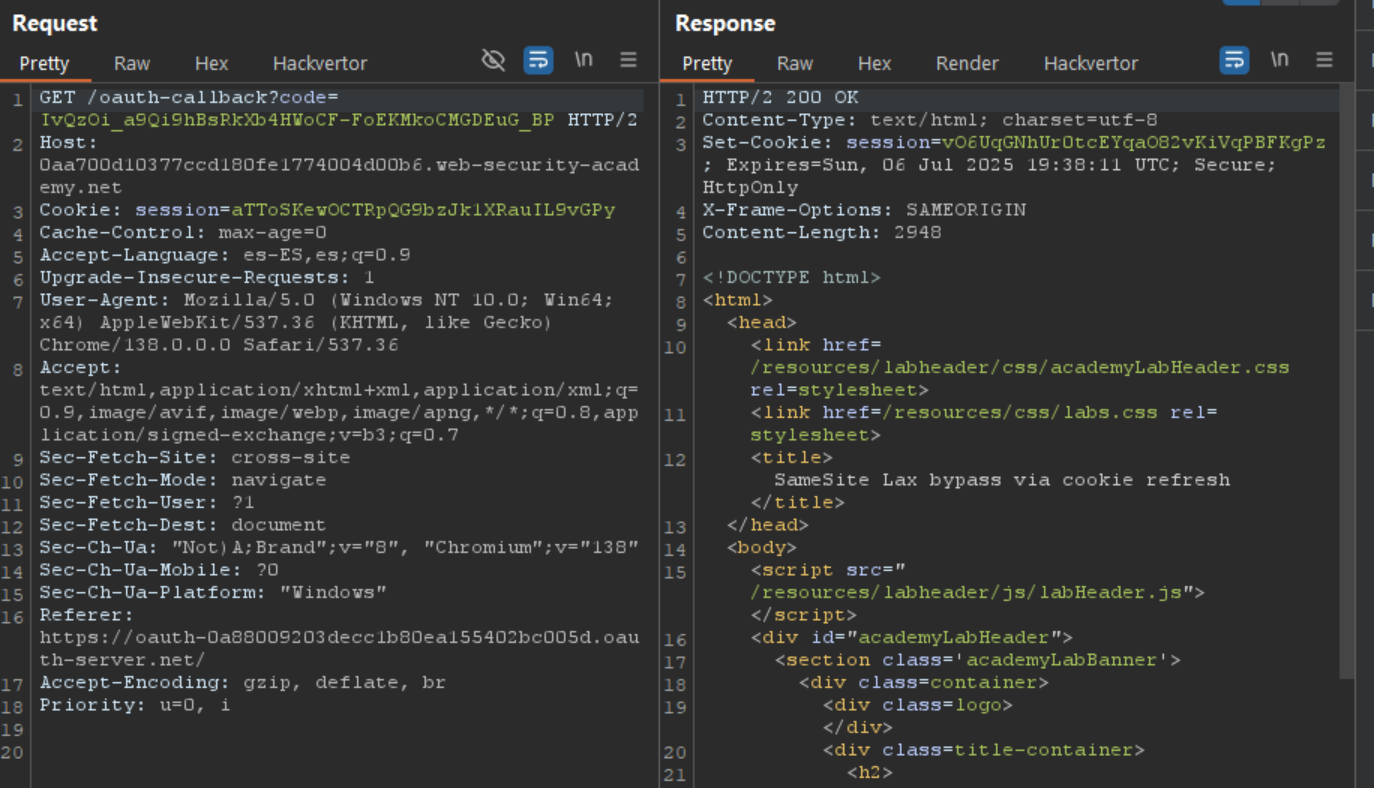 Request
Pretty Raw Hex Hackvertor \n
1 GET /oauth-callback?code=
IvQzOi_a9Qi9hBsRkXb4HWoCF-FoEKMkoCMGDEuG_BP HTTP/2
2 Host:
0aa700d10377ccd180fe1774004d00b6.web-security-acad
emy.net
3 Cookie: session=aTToSKewOCTRpQG9bzJk1XRauIL9vGPy
4 Cache-Control: max-age=0
5 Accept-Language: es-ES,es;q=0.9
6 Upgrade-Insecure-Requests: 1
7 User-Agent: Mozilla/5.0 (Windows NT 10.0; Win64;
x64) AppleWebKit/537.36 (KHTML, like Gecko)
Chrome/138.0.0.0 Safari/537.36
8 Accept:
text/html,application/xhtml+xml,application/xml;q=
0.9,image/avif,image/webp,image/apng,*/*;q=0.8,app
lication/signed-exchange;v=b3;q=0.7
9 Sec-Fetch-Site: cross-site
10 Sec-Fetch-Mode: navigate
11 Sec-Fetch-User: ?1
12 Sec-Fetch-Dest: document
13 Sec-Ch-Ua: "Not)A;Brand";v="8", "Chromium";v="138"
14 Sec-Ch-Ua-Mobile: ?0
15 Sec-Ch-Ua-Platform: "Windows"
16 Referer:
https://oauth-0a88009203decc1b80ea155402bc005d.oau
th-server.net/
17 Accept-Encoding: gzip, deflate, br
18 Priority: u=0, i
19
20
Response
Pretty Raw Hex Render Hackvertor \n
1 HTTP/2 200 OK
2 Content-Type: text/html; charset=utf-8
3 Set-Cookie: session=vO6UqGNhUr0tcEYqaO82vKiVqPBFKgPz
; Expires=Sun, 06 Jul 2025 19:38:11 UTC; Secure;
HttpOnly
4 X-Frame-Options: SAMEORIGIN
5 Content-Length: 2948
6
7 <!DOCTYPE html>
8 <html>
9 <head>
10 <link href=
/resources/labheader/css/academyLabHeader.css
rel=stylesheet>
11 <link href=/resources/css/labs.css rel=
stylesheet>
12 <title>
SameSite Lax bypass via cookie refresh
</title>
13 </head>
14 <body>
15 <script src="
/resources/labheader/js/labHeader.js">
</script>
16 <div id="academyLabHeader">
17 <section class='academyLabBanner'>
18 <div class=container>
19 <div class=logo>
</div>
20 <div class=title-container>
21 <h2>